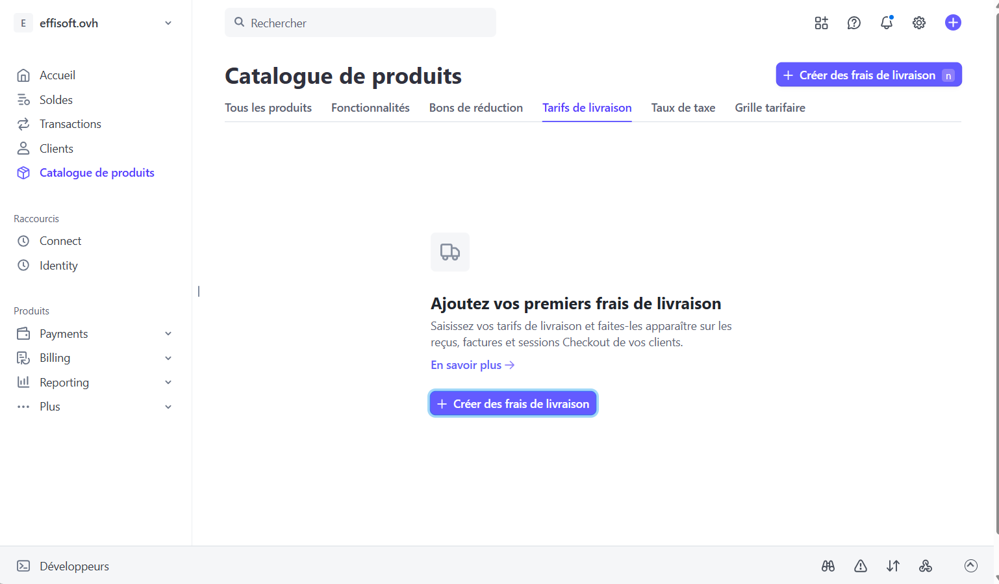 E effisoft.ovh
Rechercher
Accueil
Soldes
Transactions
Clients
Catalogue de produits
Raccourcis
Connect
Identity
Produits
Payments
Billing
Reporting
Plus
Catalogue de produits
Créer des frais de livraison n
Tous les produits Fonctionnalités Bons de réduction Tarifs de livraison Taux de taxe Grille tarifaire
Ajoutez vos premiers frais de livraison
Saisissez vos tarifs de livraison et faites-les apparaître sur les
reçus, factures et sessions Checkout de vos clients.
En savoir plus →
+ Créer des frais de livraison
Développeurs